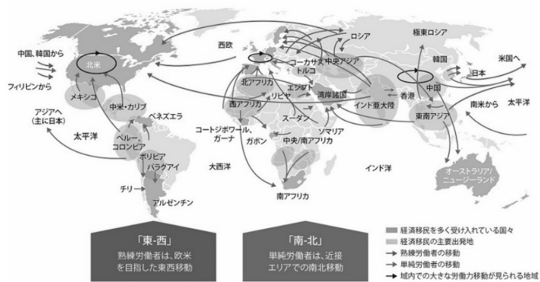 ロシア
極東ロシア
中国、韓国から
北米
西欧
コーカサス
中央アジア
トルコ
韓国
米国へ
日本
中国
フィリピンから
メキシコ
中米・カリブ
北アフリカ
エジプト
リビア
湾岸諸国
インド亜大陸
香港
アジアへ
(主に日本)
ベネズエラ
西アフリカ
スーダン
東南アジア
南米から
太平洋
太平洋
ペルー、
コロンビア
コートジボワール、
ガーナ
ガボン
ソマリア
中央/南アフリカ
ボリビア
パラグアイ
大西洋
インド洋
オーストラリア/
ニュージーランド
チリ
アルゼンチン
南アフリカ
「東-西」
熟練労働者は、欧米
を目指した東西移動
「南-北」
単純労働者は、近接
エリアでの南北移動
経済移民を多く受け入れている国々
経済移民の主要出発地
熟練労働者の移動
単純労働者の移動
域内での大きな労働力移動が見られる地域